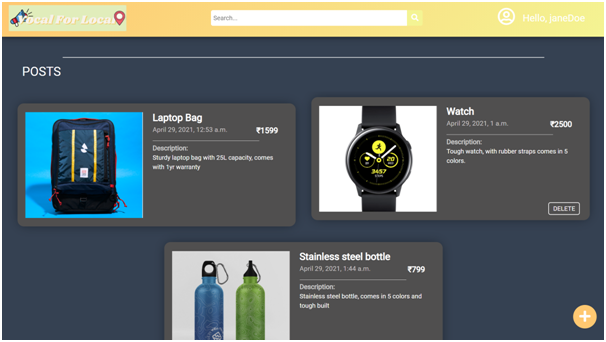 Vocal For Local
Search...
Hello, janeDoe
POSTS
Laptop Bag
April 29, 2021, 12:53 a.m.
₹1599
Description:
Sturdy laptop bag with 25L capacity, comes
with 1yr warranty
Watch
April 29, 2021, 1 a.m.
₹2500
Description:
Tough watch, with rubber straps comes in 5
colors.
3457
DELETE
Stainless steel bottle
April 29, 2021, 1:44 a.m.
₹799
Description:
Stainless steel bottle, comes in 5 colors and
tough built